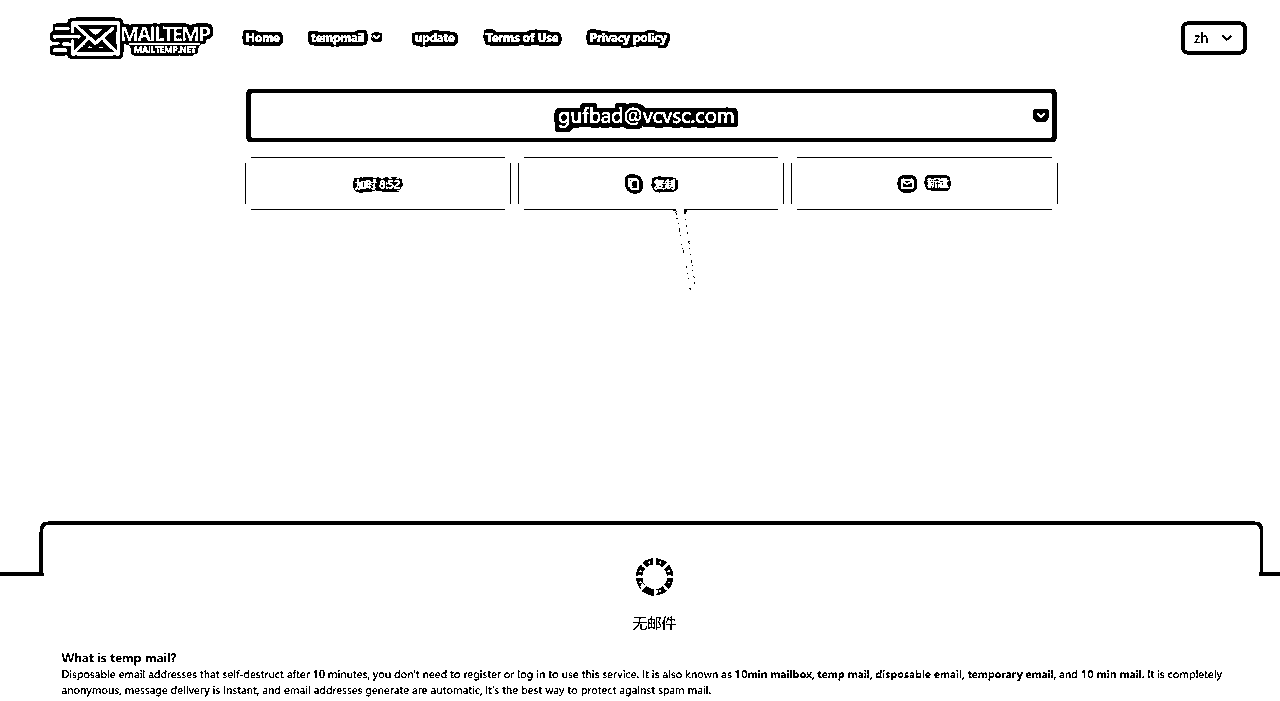 MAILTEMP
MAILTEMP.NET
Home
tempmail
update
Terms of Use
Privacy policy
zh
gufbad@vcvsc.com
加时 8:52
复制
新建
无邮件
What is temp mail?
Disposable email addresses that self-destruct after 10 minutes, you don't need to register or log in to use this service. It is also known as 10min mailbox, temp mail, disposable email, temporary email, and 10 min mail. It is completely
anonymous, message delivery is instant, and email addresses generate are automatic, it's the best way to protect against spam mail.